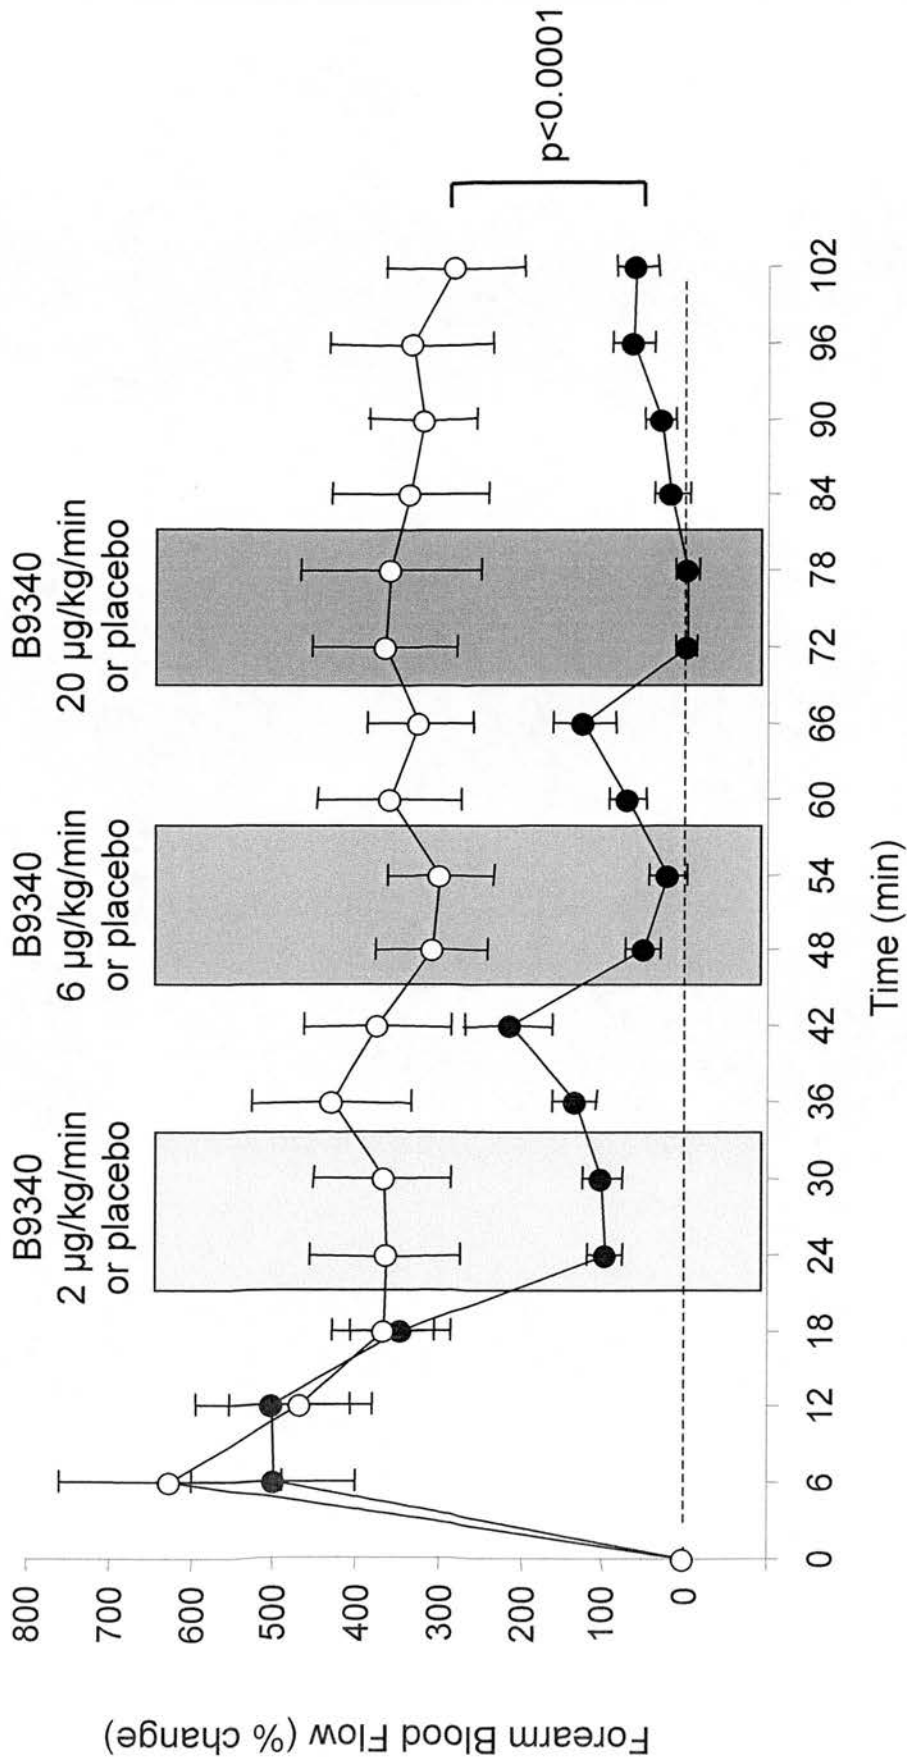 B9340
2 µg/kg/min
or placebo
B9340
6 µg/kg/min
or placebo
B9340
20 µg/kg/min
or placebo
800
700
600
500
400
300
200
100
0
Forearm Blood Flow (% change)
p<0.0001
0 6 12 18 24 30 36 42 48 54 60 66 72 78 84 90 96 102
Time (min)